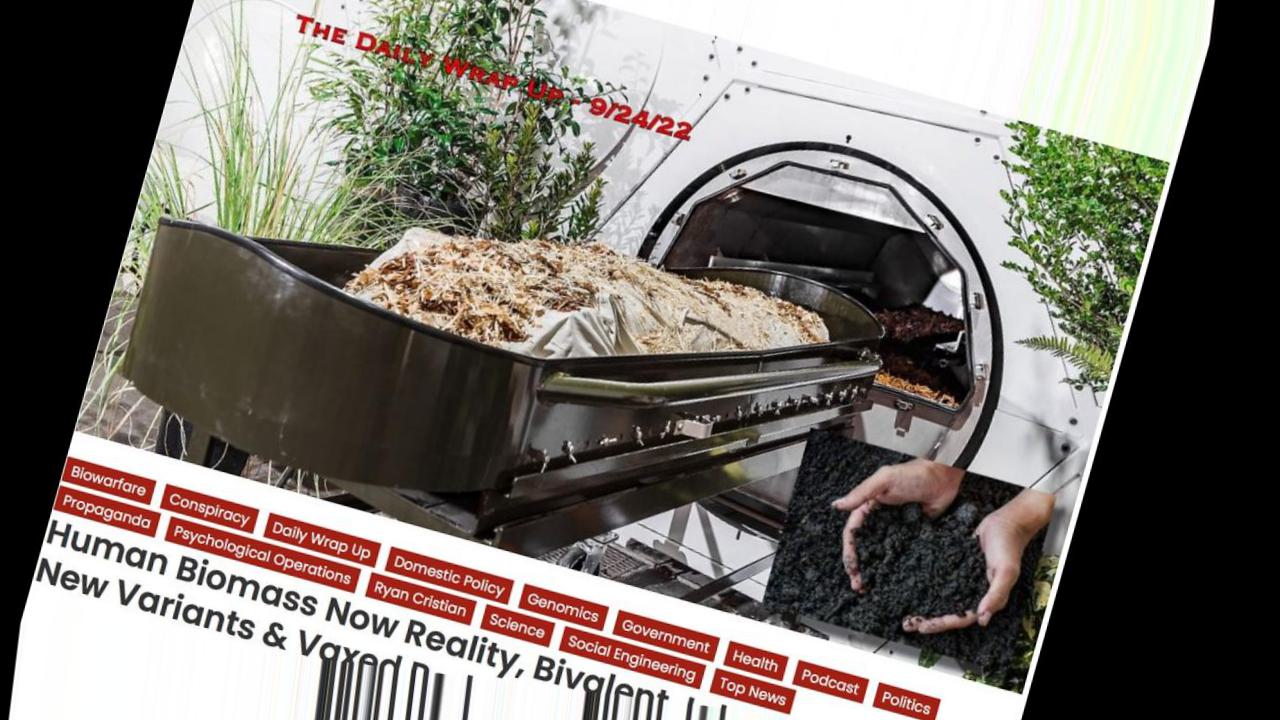 The Daily Wrap Up - 9/24/22
Biowarfare Conspiracy Daily Wrap Up Domestic Policy Genomics Government Health Podcast Politics
Propaganda Psychological Operations Ryan Cristian Science Social Engineering Top News
Human Biomass Now Reality, Bivalent
New Variants & Vaxed